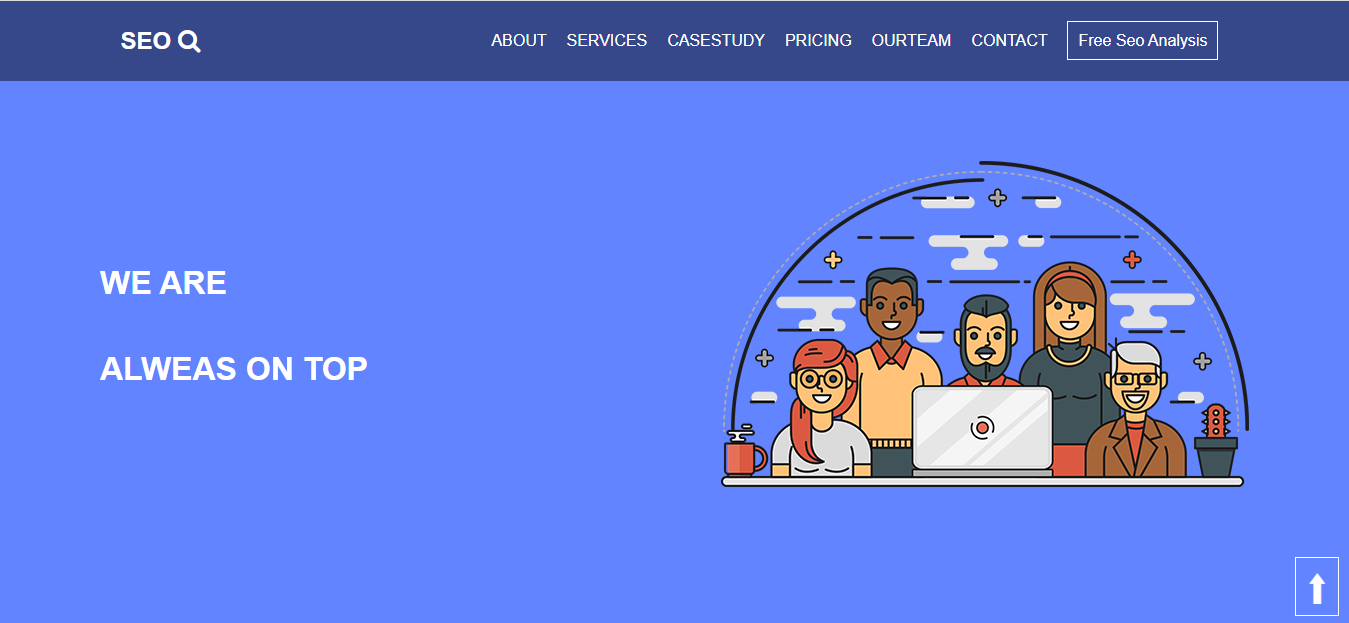 SEO
ABOUT SERVICES CASESTUDY PRICING OURTEAM CONTACT Free Seo Analysis
WE ARE
ALWEAS ON TOP